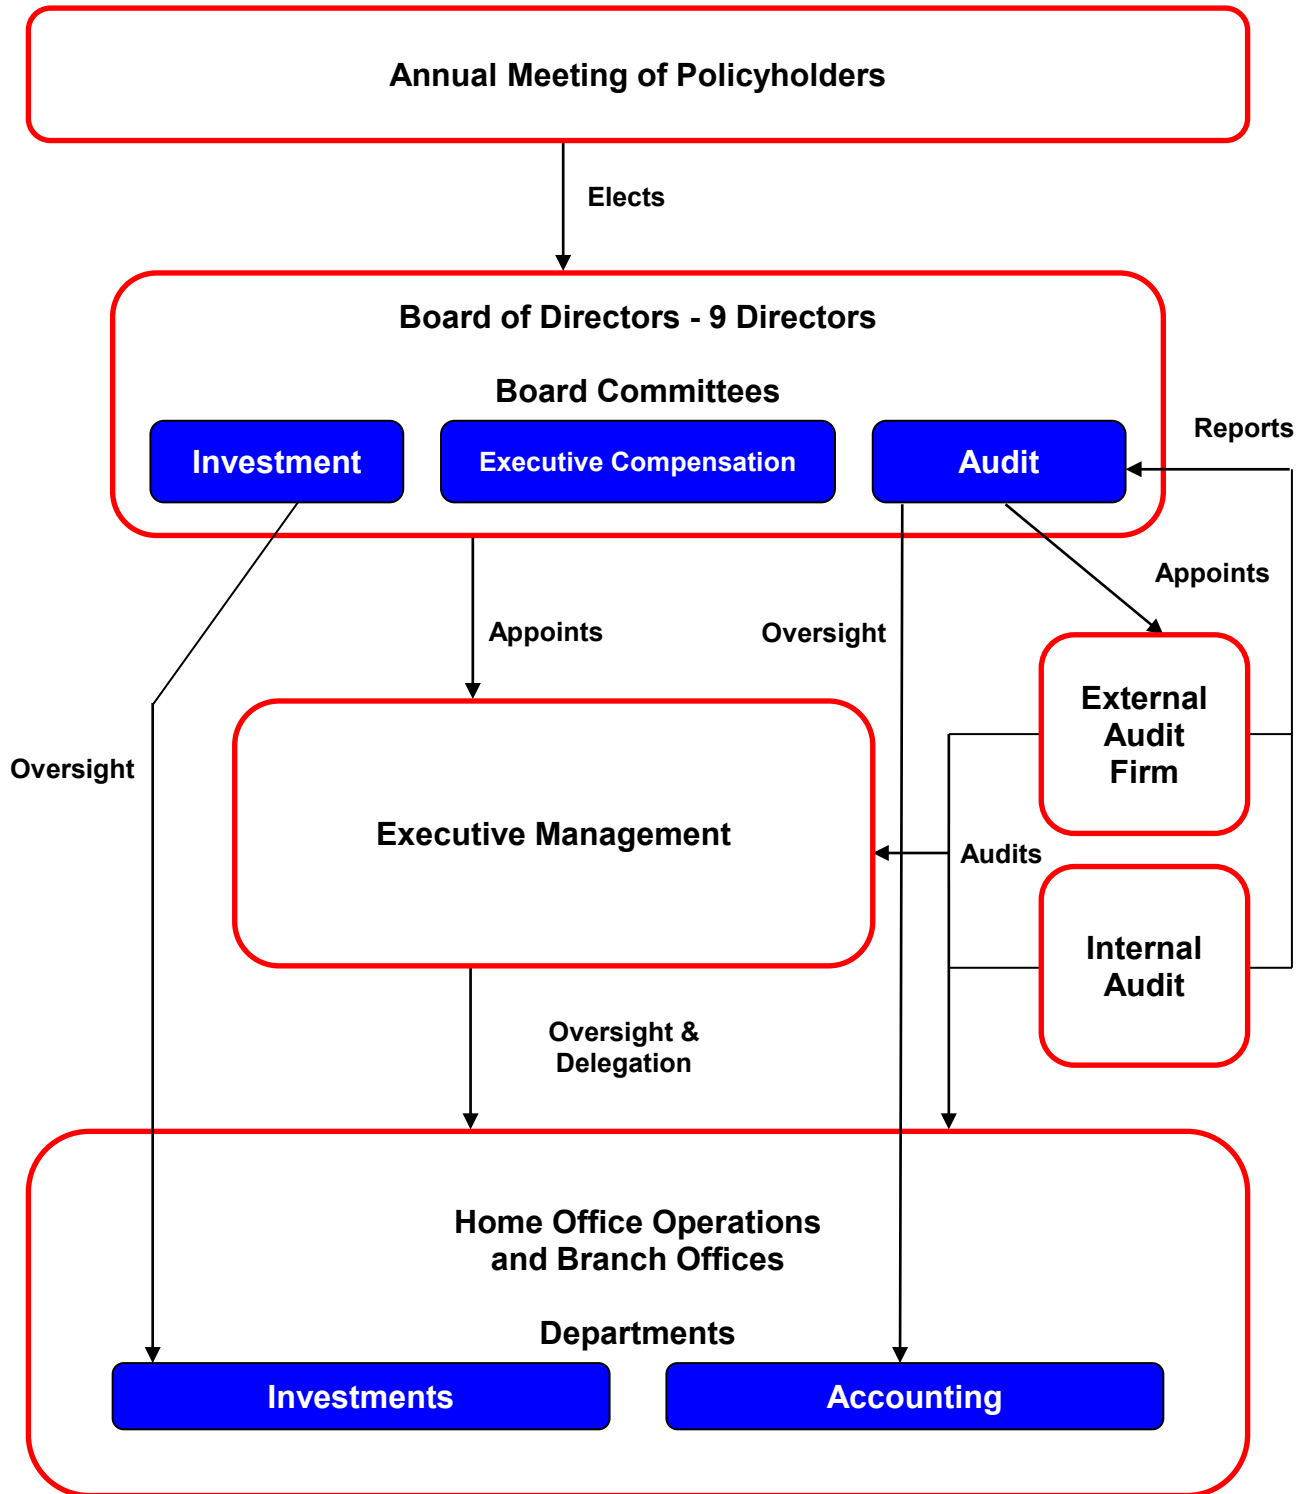 Annual Meeting of Policyholders
Elects
Board of Directors - 9 Directors
Board Committees
Investment
Executive Compensation
Audit
Reports
Appoints
Appoints
Oversight
External
Audit
Firm
Oversight
Executive Management
Audits
Internal
Audit
Oversight &
Delegation
Home Office Operations
and Branch Offices
Departments
Investments
Accounting